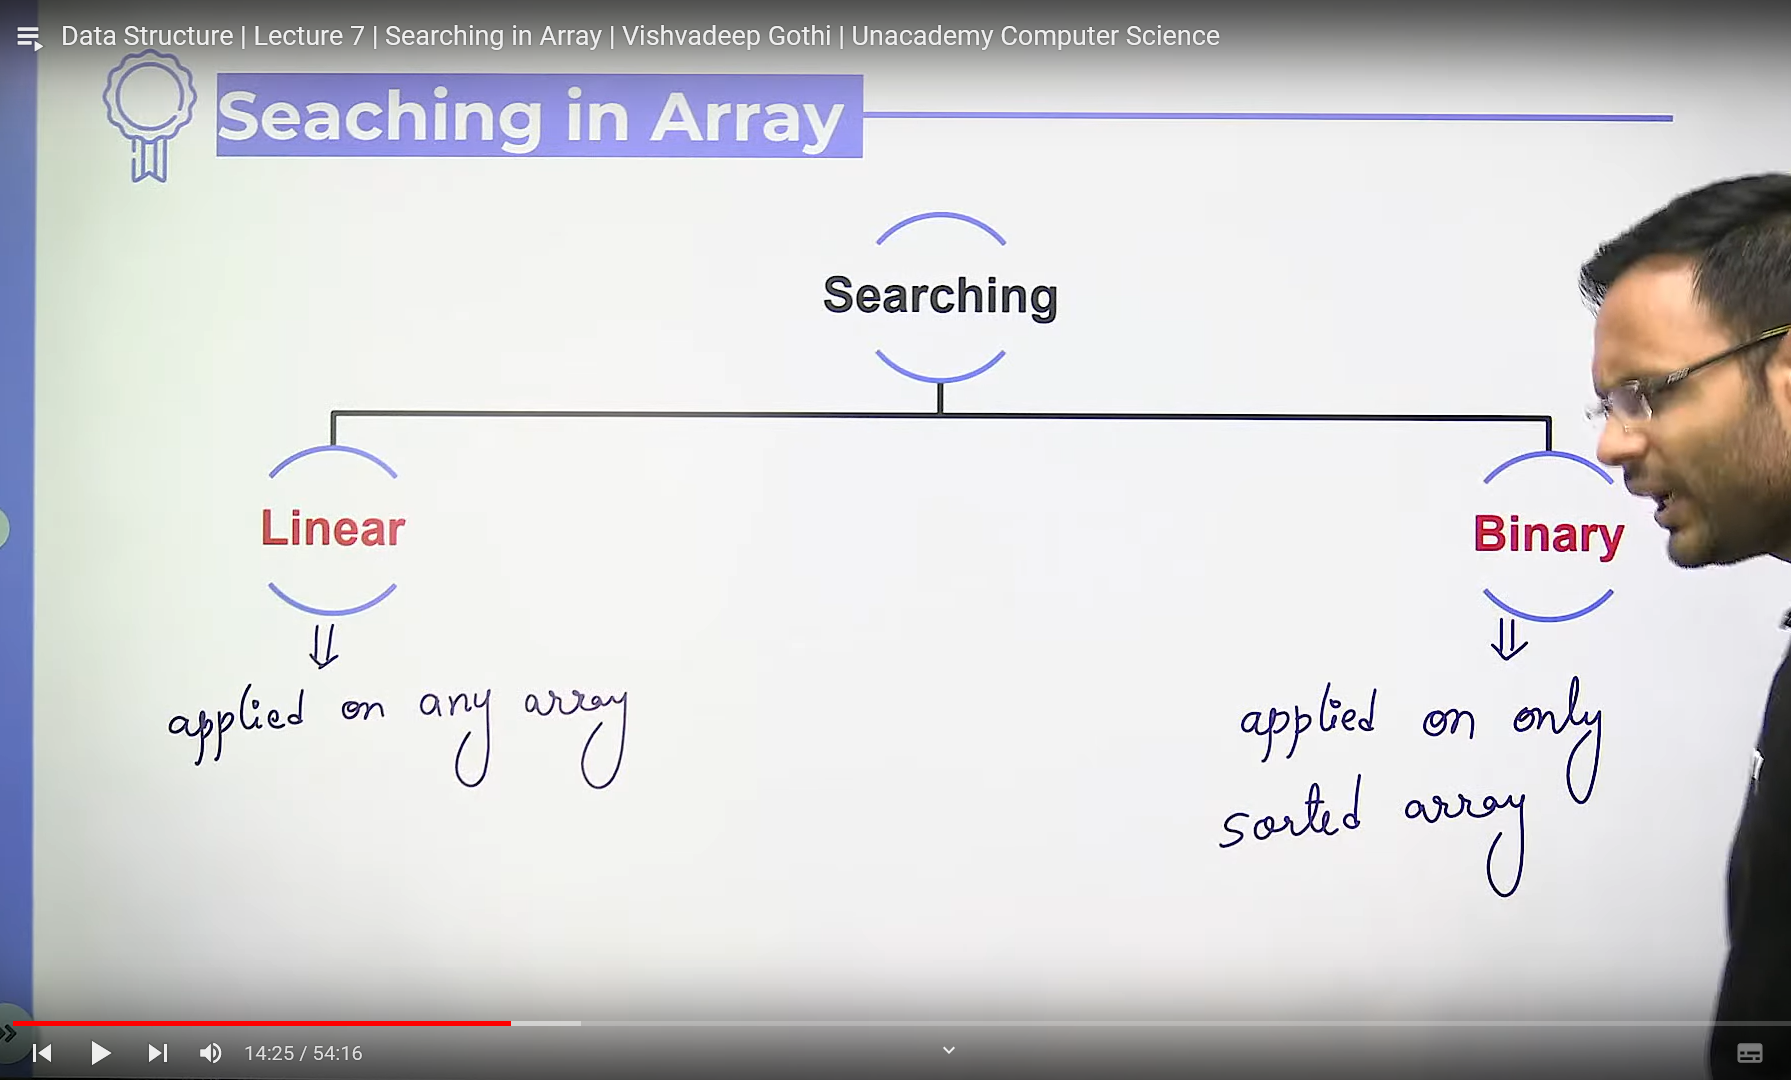 Data Structure | Lecture 7 | Searching in Array | Vishvadeep Gothi | Unacademy Computer Science
Seaching in Array
Searching
Linear
Binary
applied on any array
applied on only
sorted array
14:25 / 54:16